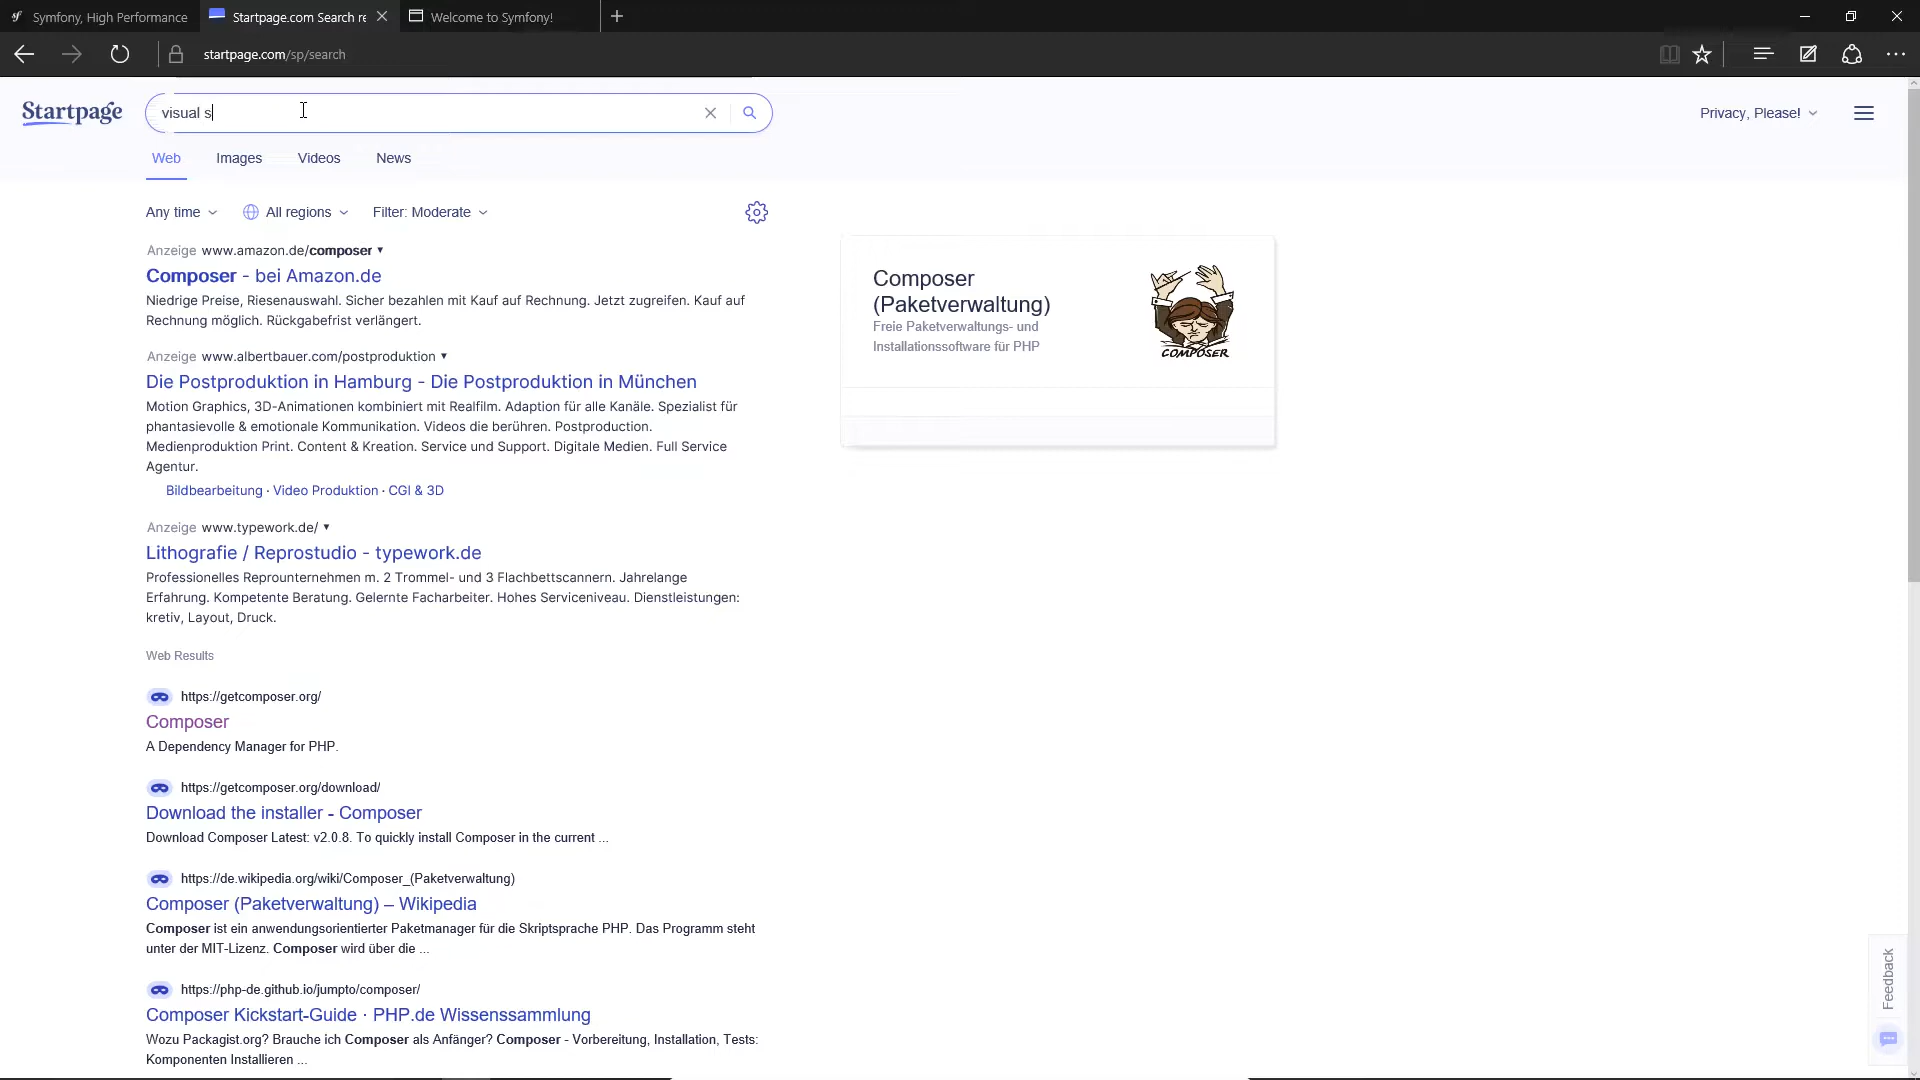 Symfony, High Performance
Startpage.com Search re
Welcome to Symfony!
startpage.com/sp/search
Startpage
visual s
Privacy, Please!
Web
Images
Videos
News
Any time
All regions
Filter: Moderate
Anzeige www.amazon.de/composer
Composer - bei Amazon.de
Niedrige Preise, Riesenauswahl. Sicher bezahlen mit Kauf auf Rechnung. Jetzt zugreifen. Kauf auf
Rechnung möglich. Rückgabefrist verlängert.
Anzeige www.albertbauer.com/postproduktion
Die Postproduktion in Hamburg - Die Postproduktion in München
Motion Graphics, 3D-Animationen kombiniert mit Realfilm. Adaption für alle Kanäle. Spezialist für
phantasievolle & emotionale Kommunikation. Videos die berühren. Postproduction.
Medienproduktion Print. Content & Kreation. Service und Support. Digitale Medien. Full Service
Agentur.
Bildbearbeitung · Video Produktion · CGI & 3D
Anzeige www.typework.de/
Lithografie / Reprostudio - typework.de
Professionelles Reprounternehmen m. 2 Trommel- und 3 Flachbettscannern. Jahrelange
Erfahrung. Kompetente Beratung. Gelernte Facharbeiter. Hohes Serviceniveau. Dienstleistungen:
kretiv, Layout, Druck.
Web Results
https://getcomposer.org/
Composer
A Dependency Manager for PHP.
https://getcomposer.org/download/
Download the installer - Composer
Download Composer Latest: v2.0.8. To quickly install Composer in the current ...
https://de.wikipedia.org/wiki/Composer_(Paketverwaltung)
Composer (Paketverwaltung) – Wikipedia
Composer ist ein anwendungsorientierter Paketmanager für die Skriptsprache PHP. Das Programm steht
unter der MIT-Lizenz. Composer wird über die ...
https://php-de.github.io/jumpto/composer/
Composer Kickstart-Guide · PHP.de Wissenssammlung
Wozu Packagist.org? Brauche ich Composer als Anfänger? Composer - Vorbereitung, Installation, Tests:
Komponenten Installieren ...
Composer
(Paketverwaltung)
Freie Paketverwaltungs- und
Installationssoftware für PHP
COMPOSER
Feedback